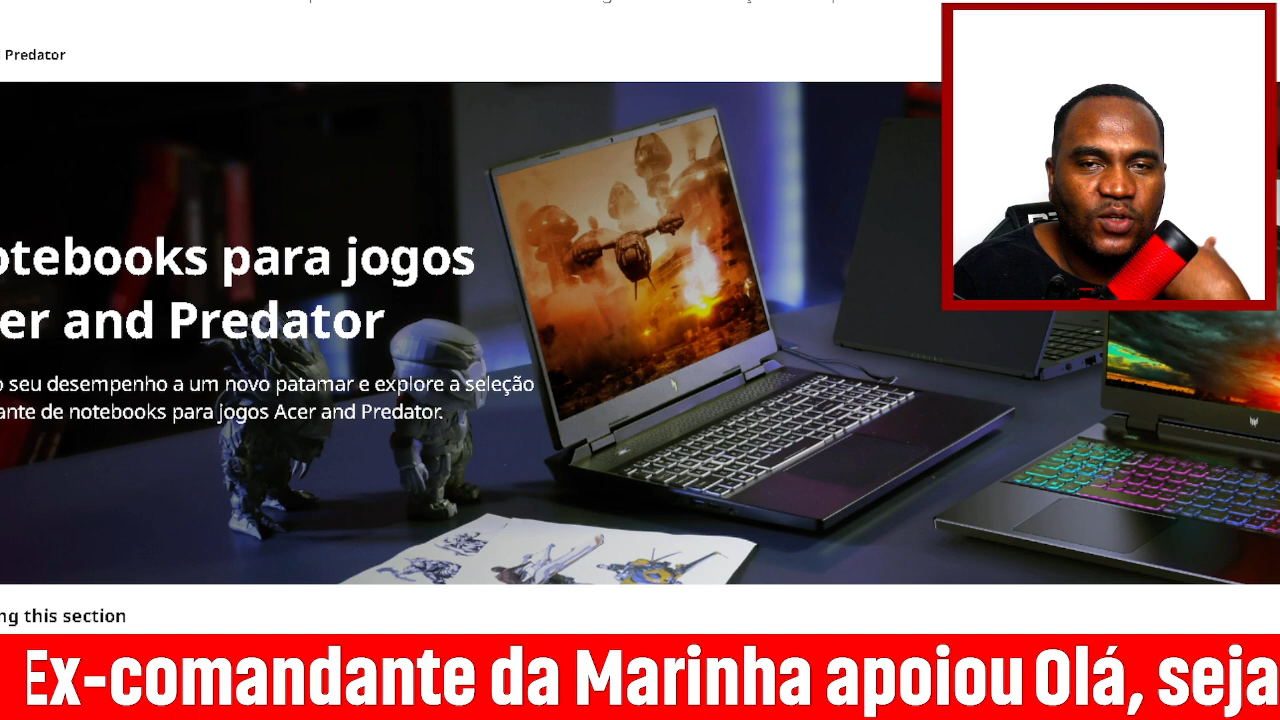 Predator
otebooks para jogos
er and Predator
o seu desempenho a um novo patamar e explore a seleção
ante de notebooks para jogos Acer and Predator.
ng this section
Ex-comandante da Marinha apoiou Olá, seja